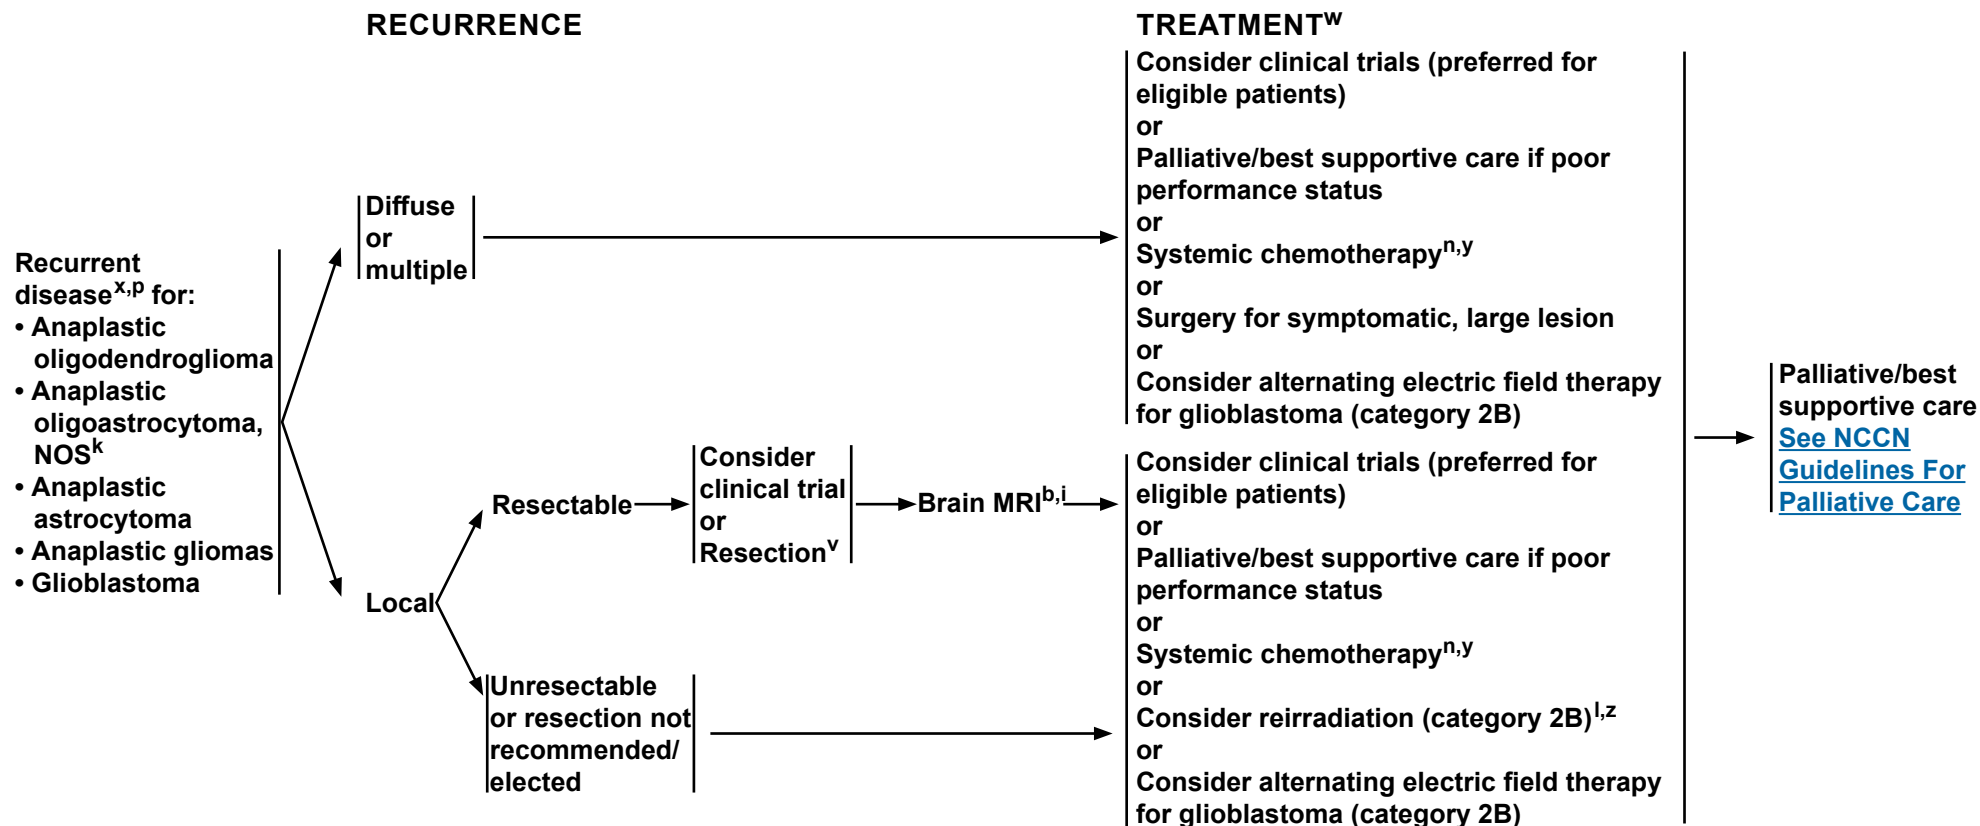 RECURRENCE
TREATMENTw
Recurrent
diseasex,p for:
• Anaplastic
oligodendroglioma
• Anaplastic
oligoastrocytoma,
NOSk
• Anaplastic
astrocytoma
• Anaplastic gliomas
• Glioblastoma
Diffuse
or
multiple
Local
Resectable
Unresectable
or resection not
recommended/
elected
Consider
clinical trial
or
Resectionv
Brain MRIb,i
Consider clinical trials (preferred for
eligible patients)
or
Palliative/best supportive care if poor
performance status
or
Systemic chemotherapyn,y
or
Surgery for symptomatic, large lesion
or
Consider alternating electric field therapy
for glioblastoma (category 2B)
Consider clinical trials (preferred for
eligible patients)
or
Palliative/best supportive care if poor
performance status
or
Systemic chemotherapyn,y
or
Consider reirradiation (category 2B)l,z
or
Consider alternating electric field therapy
for glioblastoma (category 2B)
Palliative/best
supportive care
See NCCN
Guidelines For
Palliative Care